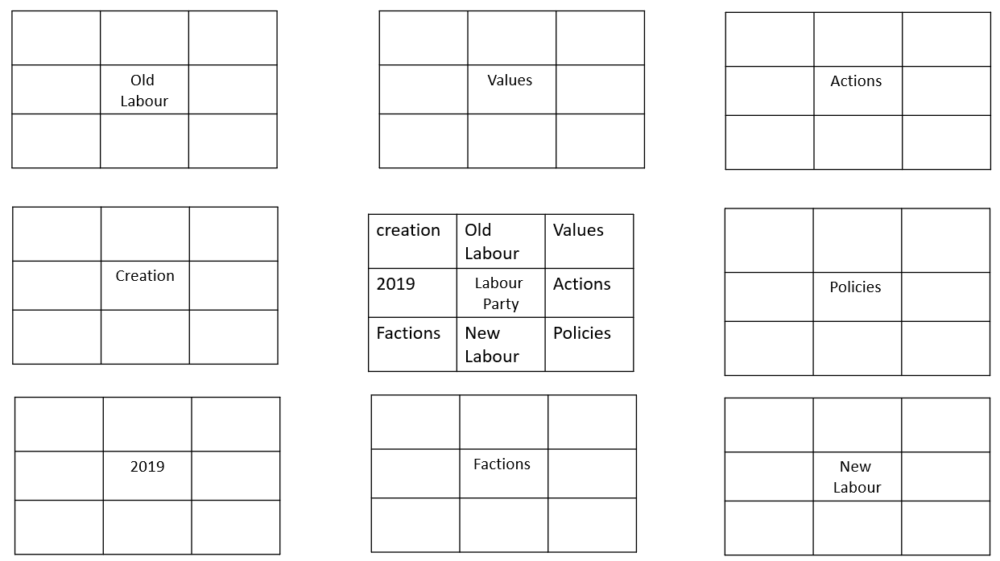 Old
Labour
Values
Actions
Creation
creation
Old
Labour
Values
2019
Labour
Party
Actions
Factions
New
Labour
Policies
Policies
2019
Factions
New
Labour